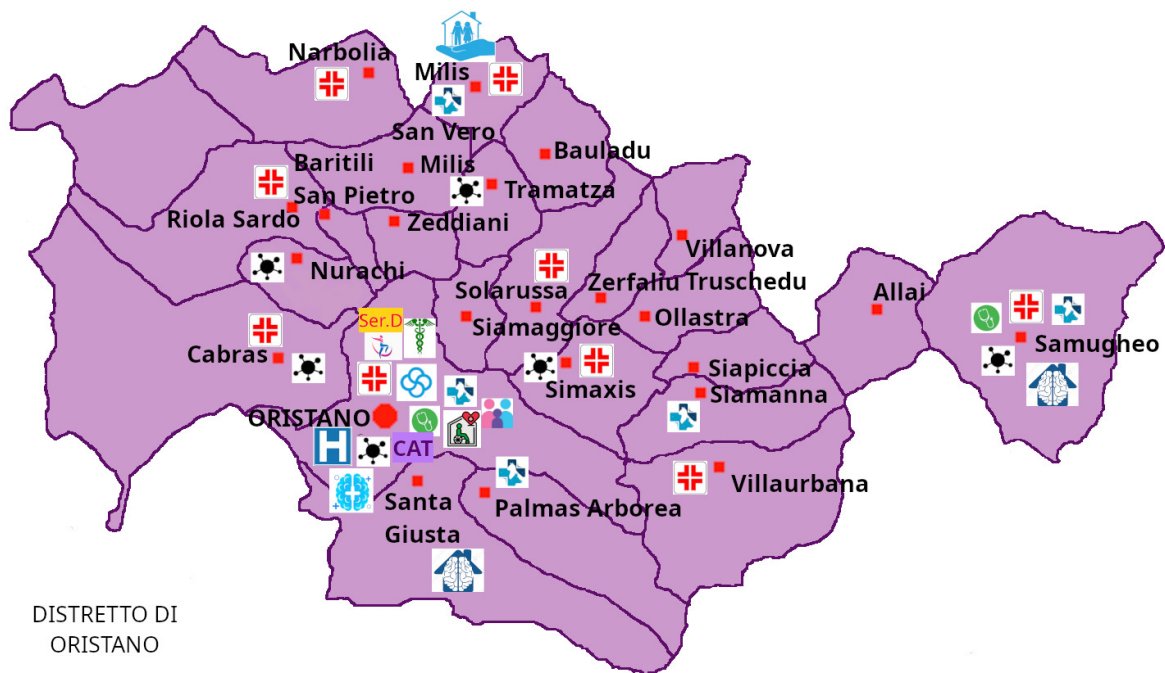 Narbolia
Milis
San Vero
Milis
Bauladu
Baritili
San Pietro
Tramatza
Riola Sardo
Zeddiani
Nurachi
Villanova
Truschedu
Zerfaliu
Solarussa
Allai
Siamaggiore
Ollastra
Ser.D
Samugheo
Cabras
Simaxis
Siapiccia
Siamanna
ORISTANO
H
CAT
Villaurbana
Santa
Giusta
Palmas Arborea
DISTRETTO DI
ORISTANO